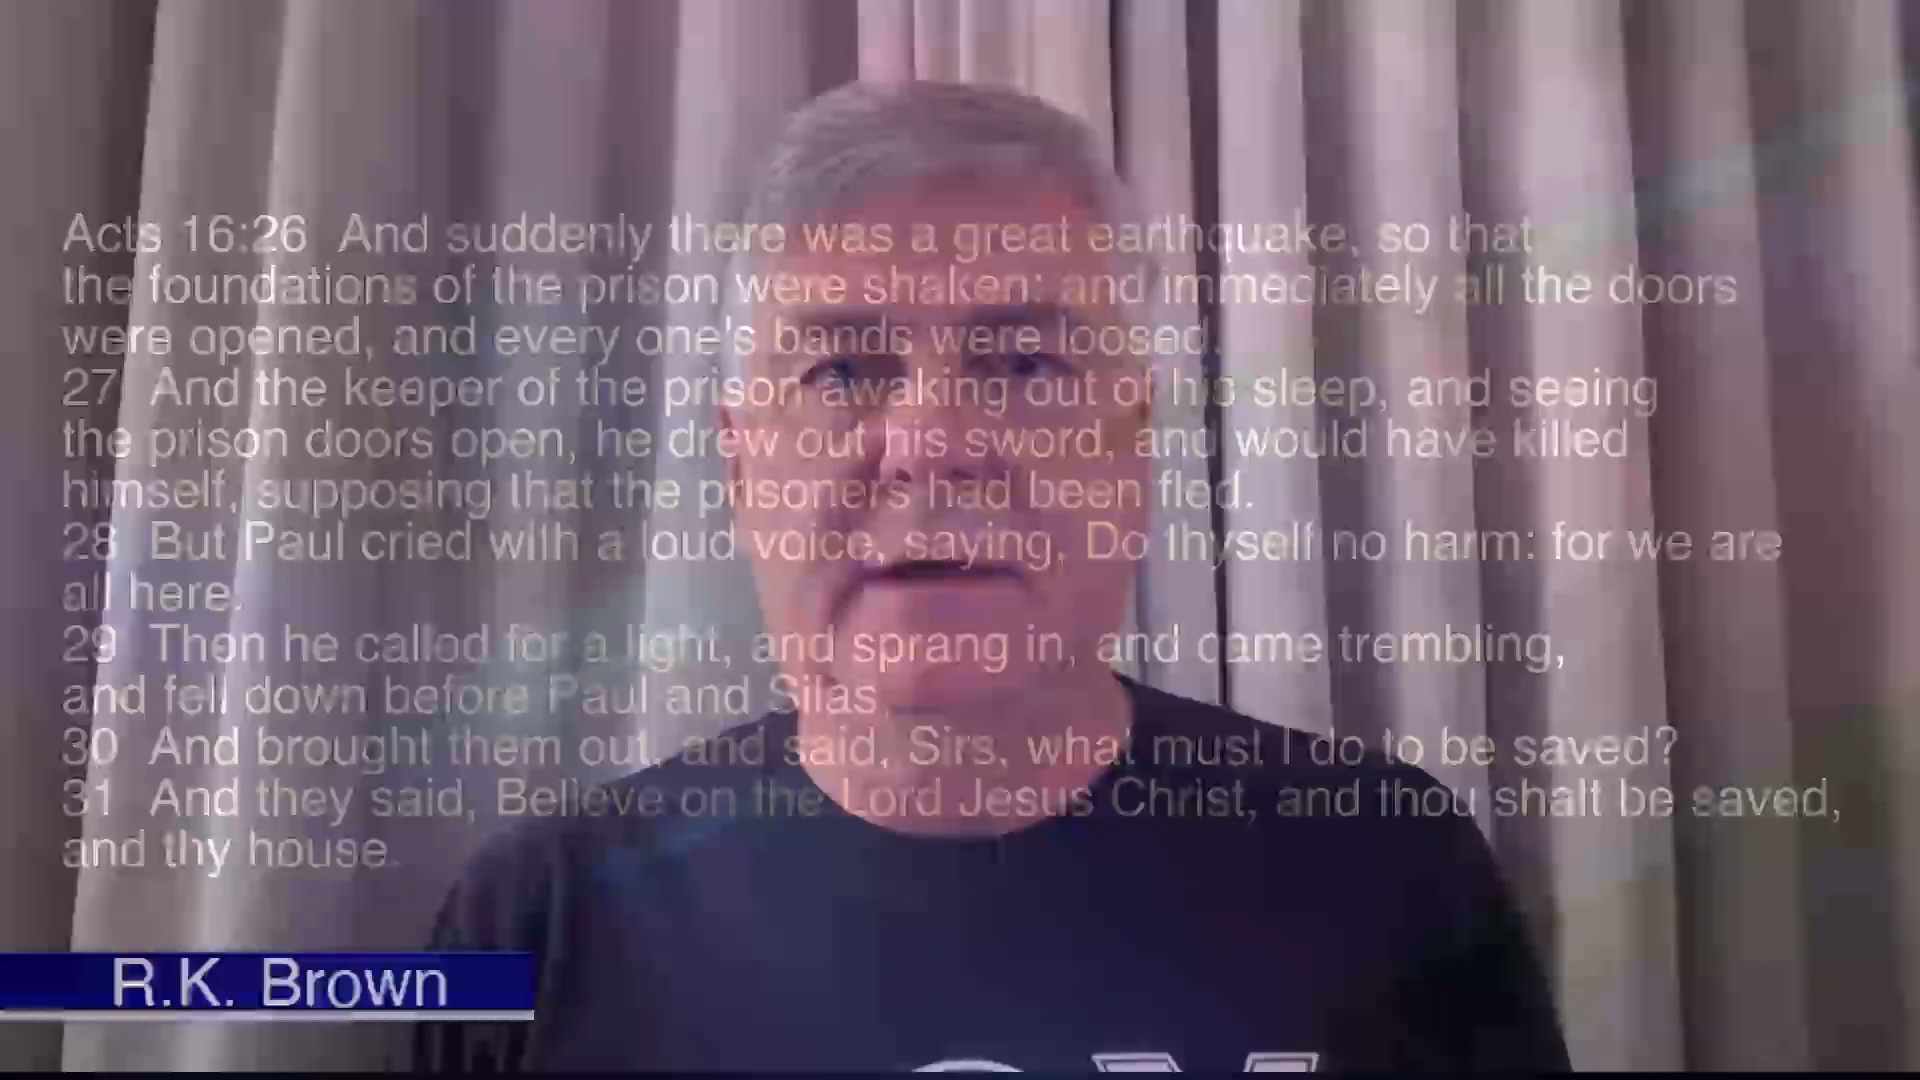 Acts 16:26 And suddenly there was a great earthquake, so that
the foundations of the prison were shaken: and immediately all the doors
were opened, and every one's bands were loosed.
27 And the keeper of the prison awaking out of his sleep, and seeing
the prison doors open, he drew out his sword, and would have killed
himself, supposing that the prisoners had been fled.
28 But Paul cried with a loud voice, saying, Do thyself no harm: for we are
all here.
29 Then he called for a light, and sprang in, and came trembling,
and fell down before Paul and Silas,
30 And brought them out, and said, Sirs, what must I do to be saved?
31 And they said, Believe on the Lord Jesus Christ, and thou shalt be saved,
and thy house.
R.K. Brown